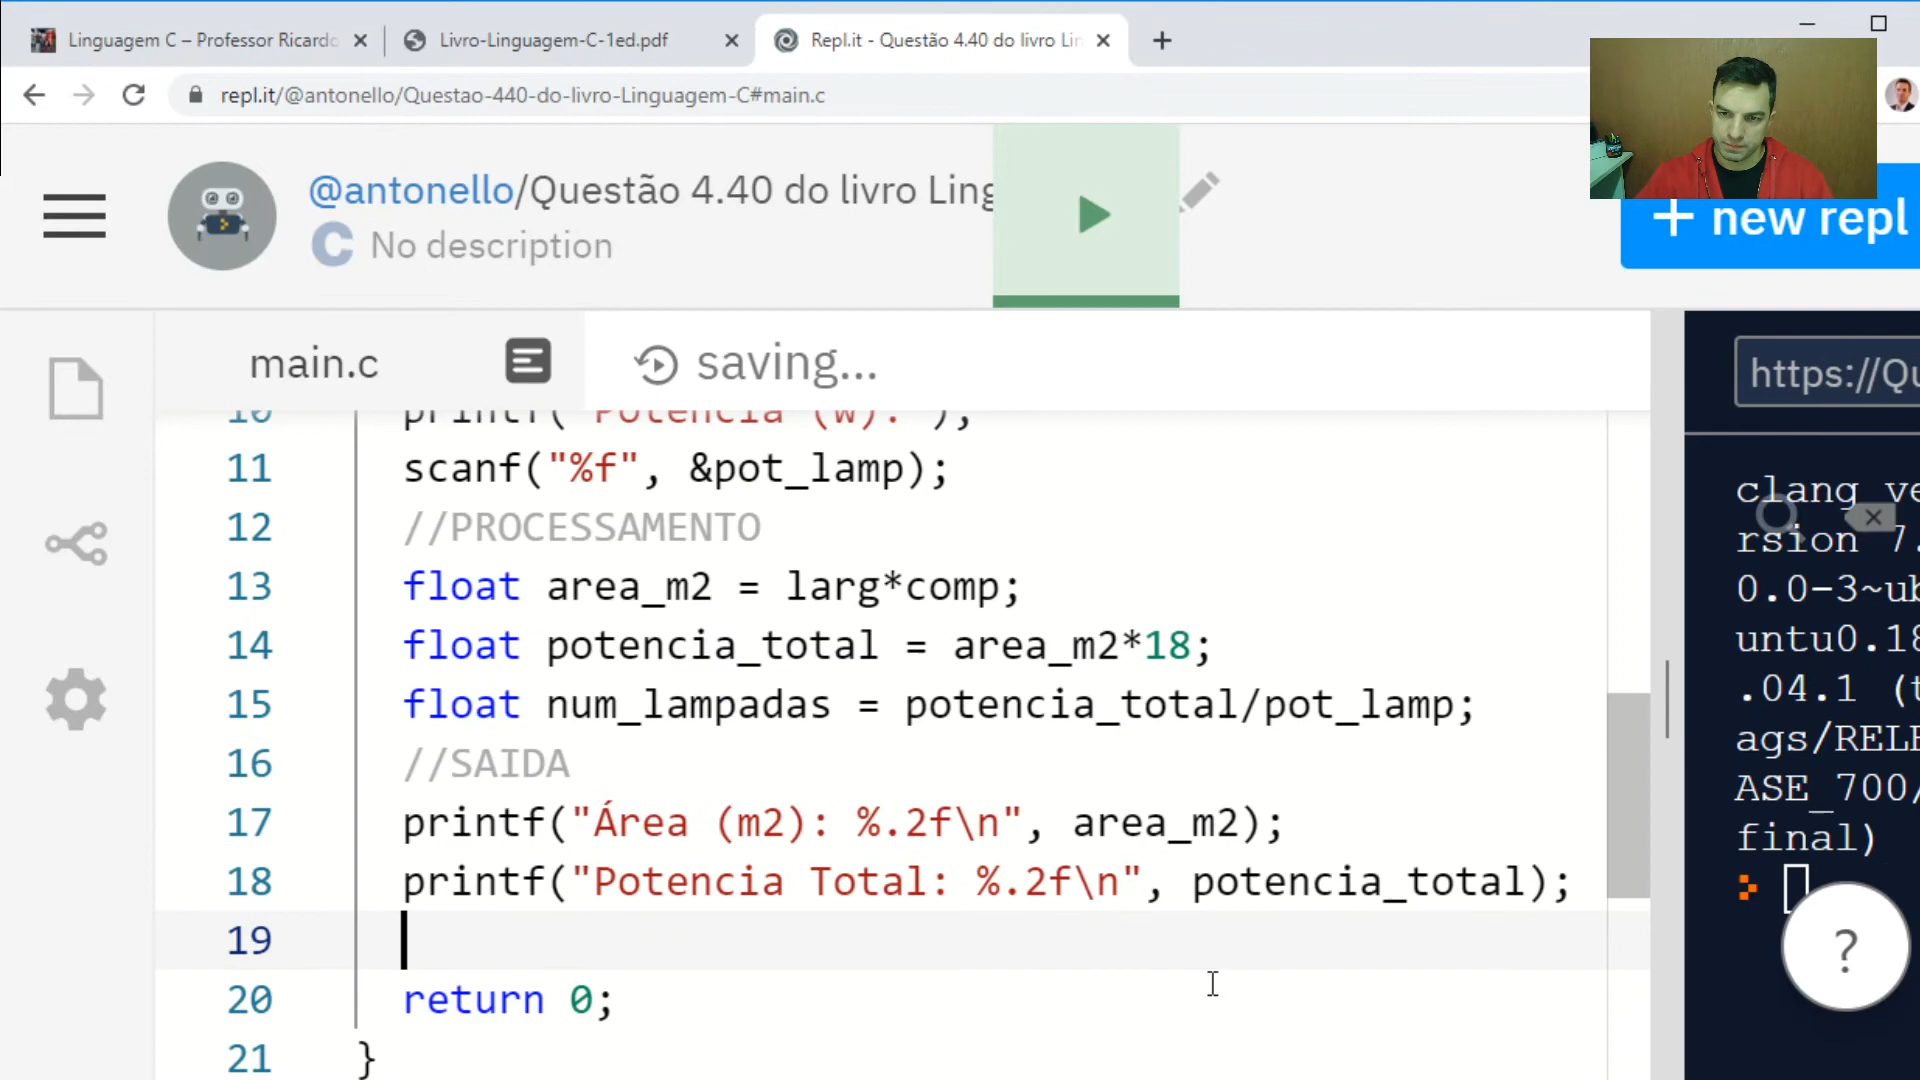 Linguagem C – Professor Ricardo
Livro-Linguagem-C-1ed.pdf
Repl.it - Questão 4.40 do livro Lin
repl.it/@antonello/Questao-440-do-livro-Linguagem-C#main.c
@antonello/Questão 4.40 do livro Ling
C No description
+ new repl
main.c
saving...
https://Qu
10 printf("Potencia (w): ");
11 scanf("%f", &pot_lamp);
12 //PROCESSAMENTO
13 float area_m2 = larg*comp;
14 float potencia_total = area_m2*18;
15 float num_lampadas = potencia_total/pot_lamp;
16 //SAIDA
17 printf("Área (m2): %.2f\n", area_m2);
18 printf("Potencia Total: %.2f\n", potencia_total);
19
20 return 0;
21 }
clang ve
rsion 7.
0.0-3~ub
untu0.18
.04.1 (t
ags/RELE
ASE_700/
final)
?